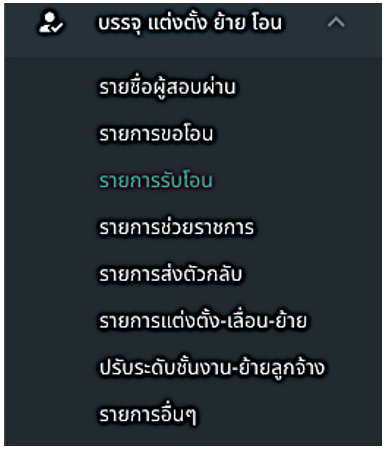 บรรจุ แต่งตั้ง ย้าย โอน
รายชื่อผู้สอบผ่าน
รายการขอโอน
รายการรับโอน
รายการช่วยราชการ
รายการส่งตัวกลับ
รายการแต่งตั้ง-เลื่อน-ย้าย
ปรับระดับชั้นงาน-ย้ายลูกจ้าง
รายการอื่นๆ